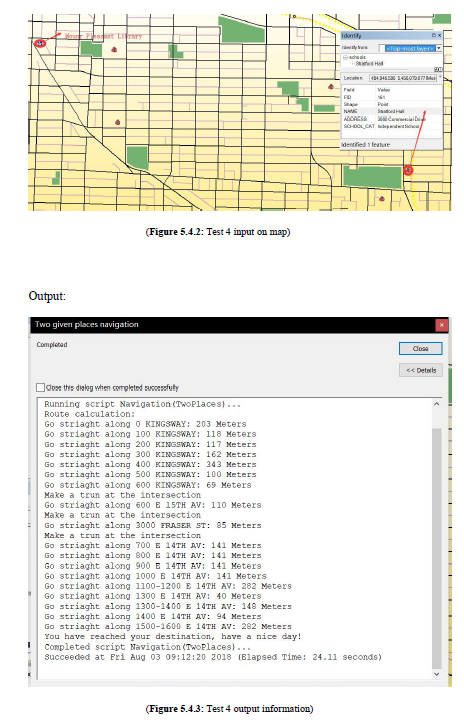 Mount Pleasant Library
Identify
Identify from: <Top-most layer>
schools
Stratford Hall
Location:
Field Value
FID 161
Shape Point
NAME Stratford Hall
ADDRESS 3000 Commercial Drive
SCHOOL_CAT Independent School
Identified 1 feature
(Figure 5.4.2: Test 4 input on map)
Output:
Two given places navigation
Completed
Close
<< Details
Close this dialog when completed successfully
Running script Navigation(TwoPlaces)...
Route calculation:
Go striaght along 0 KINGSWAY: 203 Meters
Go striaght along 100 KINGSWAY: 118 Meters
Go striaght along 200 KINGSWAY: 117 Meters
Go striaght along 300 KINGSWAY: 162 Meters
Go striaght along 400 KINGSWAY: 343 Meters
Go striaght along 500 KINGSWAY: 100 Meters
Go striaght along 600 KINGSWAY: 69 Meters
Make a trun at the intersection
Go striaght along 600 E 15TH AV: 110 Meters
Make a trun at the intersection
Go striaght along 3000 FRASER ST: 85 Meters
Make a trun at the intersection
Go striaght along 700 E 14TH AV: 141 Meters
Go striaght along 800 E 14TH AV: 141 Meters
Go striaght along 900 E 14TH AV: 141 Meters
Go striaght along 1000 E 14TH AV: 141 Meters
Go striaght along 1100-1200 E 14TH AV: 282 Meters
Go striaght along 1300 E 14TH AV: 40 Meters
Go striaght along 1300-1400 E 14TH AV: 148 Meters
Go striaght along 1400 E 14TH AV: 94 Meters
Go striaght along 1500-1600 E 14TH AV: 282 Meters
You have reached your destination, have a nice day!
Completed script Navigation(TwoPlaces)...
Succeeded at Fri Aug 03 09:12:20 2018 (Elapsed Time: 24.11 seconds)
(Figure 5.4.3: Test 4 output information)